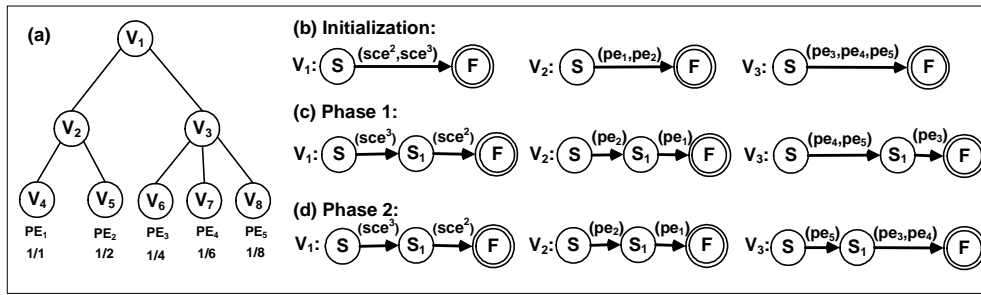 (a)
V₁
V₂ V₃
V₄ V₅ V₆ V₇ V₈
PE₁ PE₂ PE₃ PE₄ PE₅
1/1 1/2 1/4 1/6 1/8
(b) Initialization:
V₁: S (sce²,sce³) F V₂: S (pe₁,pe₂) F V₃: S (pe₃,pe₄,pe₅) F
(c) Phase 1:
V₁: S (sce³) S₁ (sce²) F V₂: S (pe₂) S₁ (pe₁) F V₃: S (pe₄,pe₅) S₁ (pe₃) F
(d) Phase 2:
V₁: S (sce³) S₁ (sce²) F V₂: S (pe₂) S₁ (pe₁) F V₃: S (pe₅) S₁ (pe₃,pe₄) F